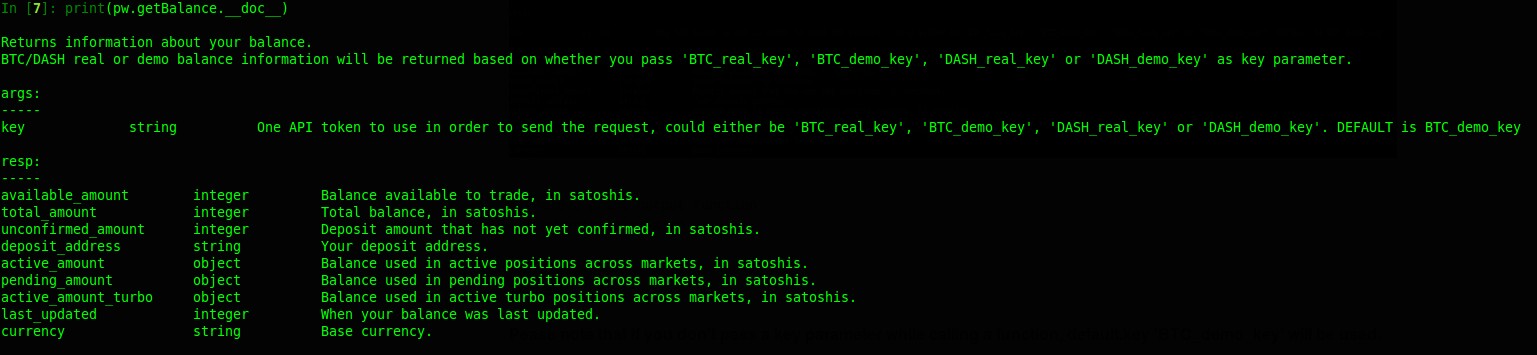 In [7]: print(pw.getBalance.__doc__)
Returns information about your balance.
BTC/DASH real or demo balance information will be returned based on whether you pass 'BTC_real_key', 'BTC_demo_key', 'DASH_real_key' or 'DASH_demo_key' as key parameter.
args:
-----
key string One API token to use in order to send the request, could either be 'BTC_real_key', 'BTC_demo_key', 'DASH_real_key' or 'DASH_demo_key'. DEFAULT is BTC_demo_key
resp:
-----
available_amount integer Balance available to trade, in satoshis.
total_amount integer Total balance, in satoshis.
unconfirmed_amount integer Deposit amount that has not yet confirmed, in satoshis.
deposit_address string Your deposit address.
active_amount object Balance used in active positions across markets, in satoshis.
pending_amount object Balance used in pending positions across markets, in satoshis.
active_amount_turbo object Balance used in active turbo positions across markets, in satoshis.
last_updated integer When your balance was last updated.
currency string Base currency.